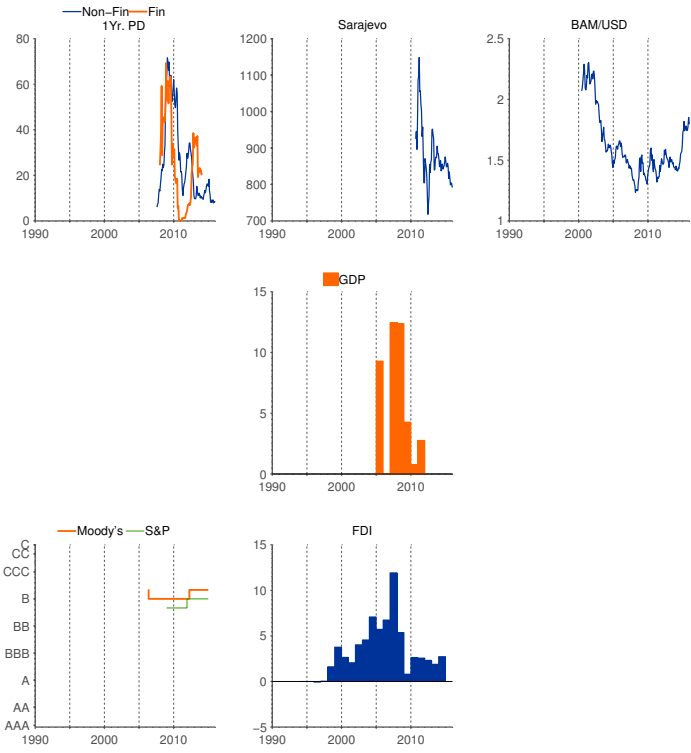 Non−Fin Fin
1Yr. PD
80
60
40
20
0
1990 2000 2010
Sarajevo
1200
1100
1000
900
800
700
1990 2000 2010
BAM/USD
2.5
2
1.5
1
1990 2000 2010
GDP
15
10
5
0
1990 2000 2010
Moody's S&P
C
CC
CCC
B
BB
BBB
A
AA
AAA
1990 2000 2010
FDI
15
10
5
0
−5
1990 2000 2010